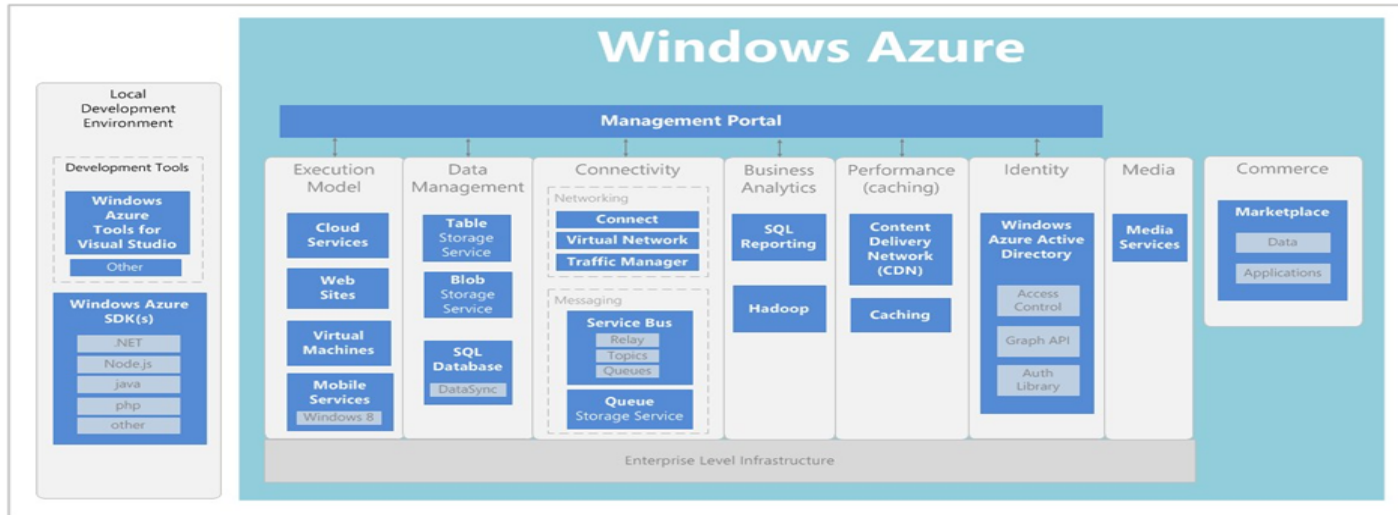 Windows Azure
Local
Development
Environment
Development Tools
Windows
Azure
Tools for
Visual Studio
Other
Windows Azure
SDK(s)
.NET
Node.js
java
php
other
Management Portal
Execution
Model
Cloud
Services
Web
Sites
Virtual
Machines
Mobile
Services
Windows 8
Data
Management
Table
Storage
Service
Blob
Storage
Service
SQL
Database
DataSync
Connectivity
Networking
Connect
Virtual Network
Traffic Manager
Messaging
Service Bus
Relay
Topics
Queues
Queue
Storage Service
Business
Analytics
SQL
Reporting
Hadoop
Performance
(caching)
Content
Delivery
Network
(CDN)
Caching
Identity
Windows
Azure Active
Directory
Access
Control
Graph API
Auth
Library
Media
Media
Services
Commerce
Marketplace
Data
Applications
Enterprise Level Infrastructure